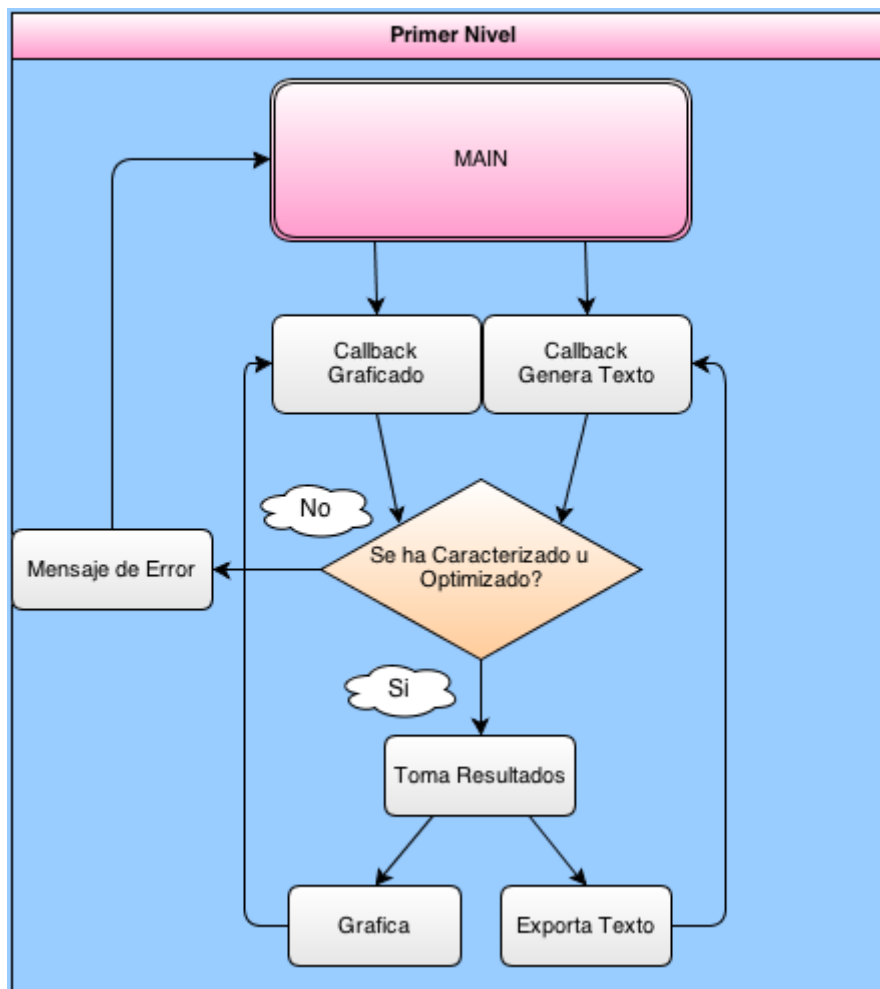 Primer Nivel
MAIN
Callback
Graficado
Callback
Genera Texto
No
Se ha Caracterizado u
Optimizado?
Mensaje de Error
Si
Toma Resultados
Grafica
Exporta Texto